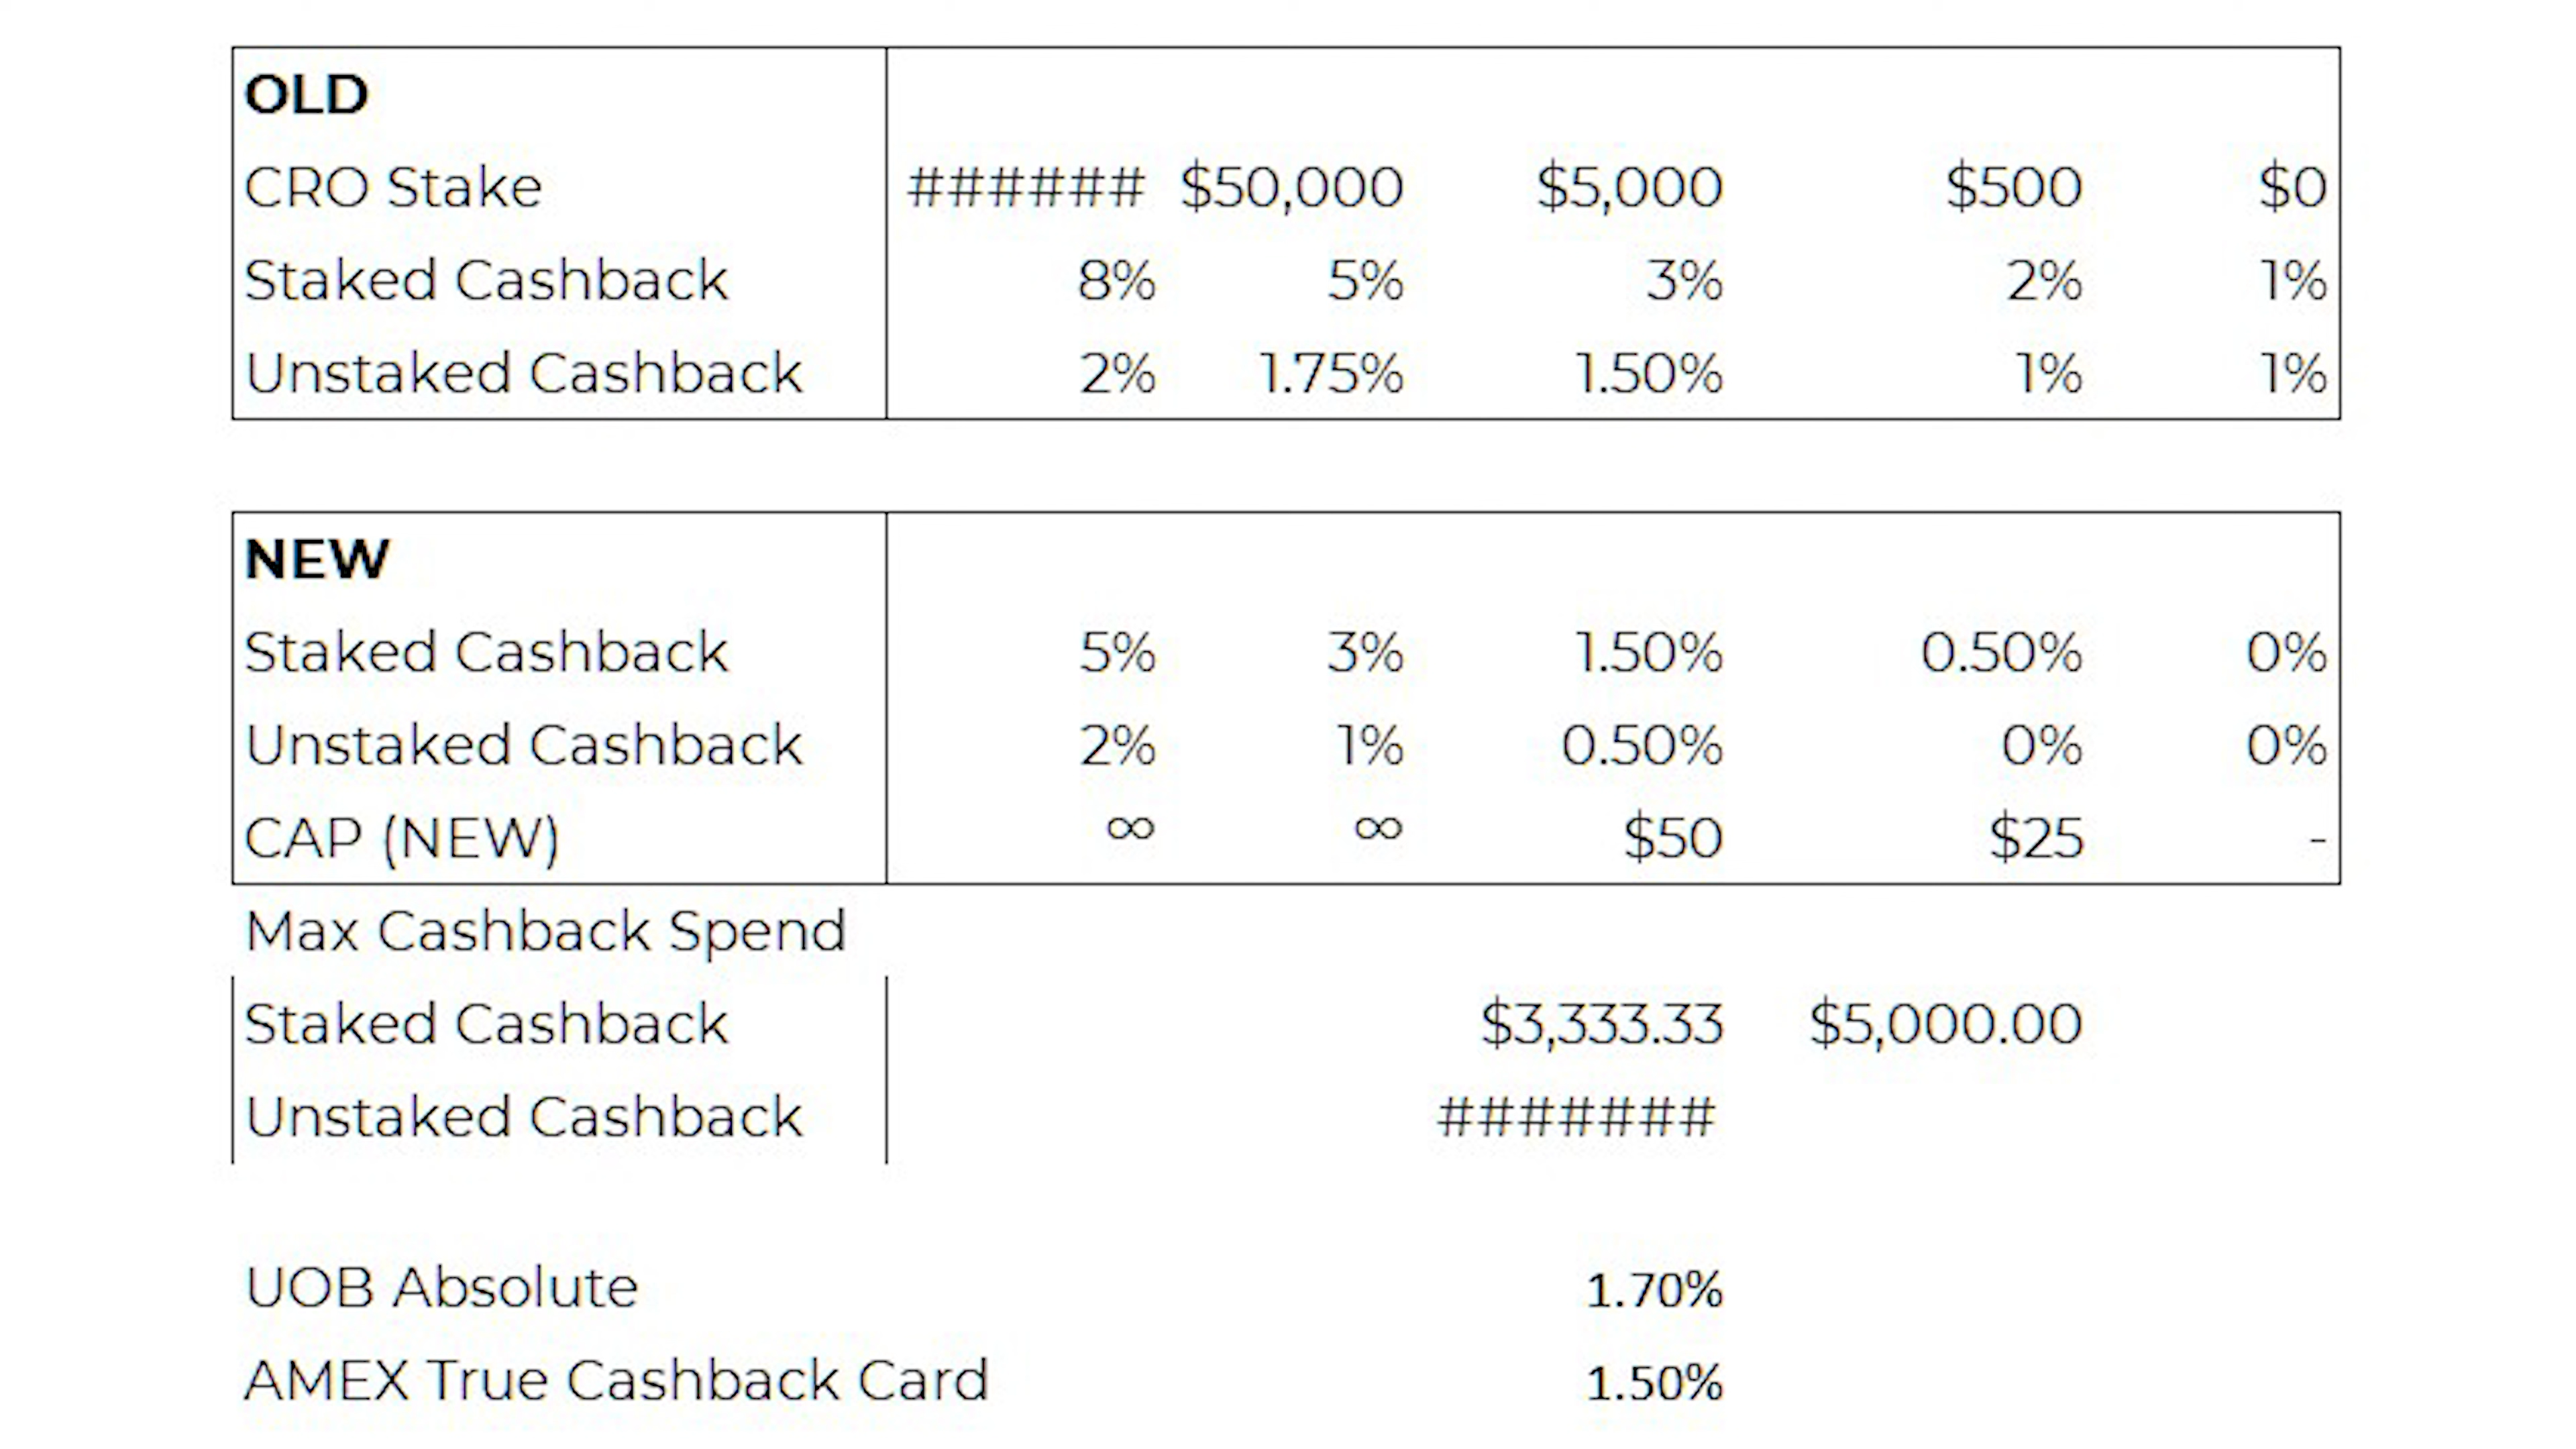 OLD
CRO Stake ###### $50,000 $5,000 $500 $0
Staked Cashback 8% 5% 3% 2% 1%
Unstaked Cashback 2% 1.75% 1.50% 1% 1%
NEW
Staked Cashback 5% 3% 1.50% 0.50% 0%
Unstaked Cashback 2% 1% 0.50% 0% 0%
CAP (NEW) ∞ ∞ $50 $25 -
Max Cashback Spend
Staked Cashback $3,333.33 $5,000.00
Unstaked Cashback #######
UOB Absolute 1.70%
AMEX True Cashback Card 1.50%